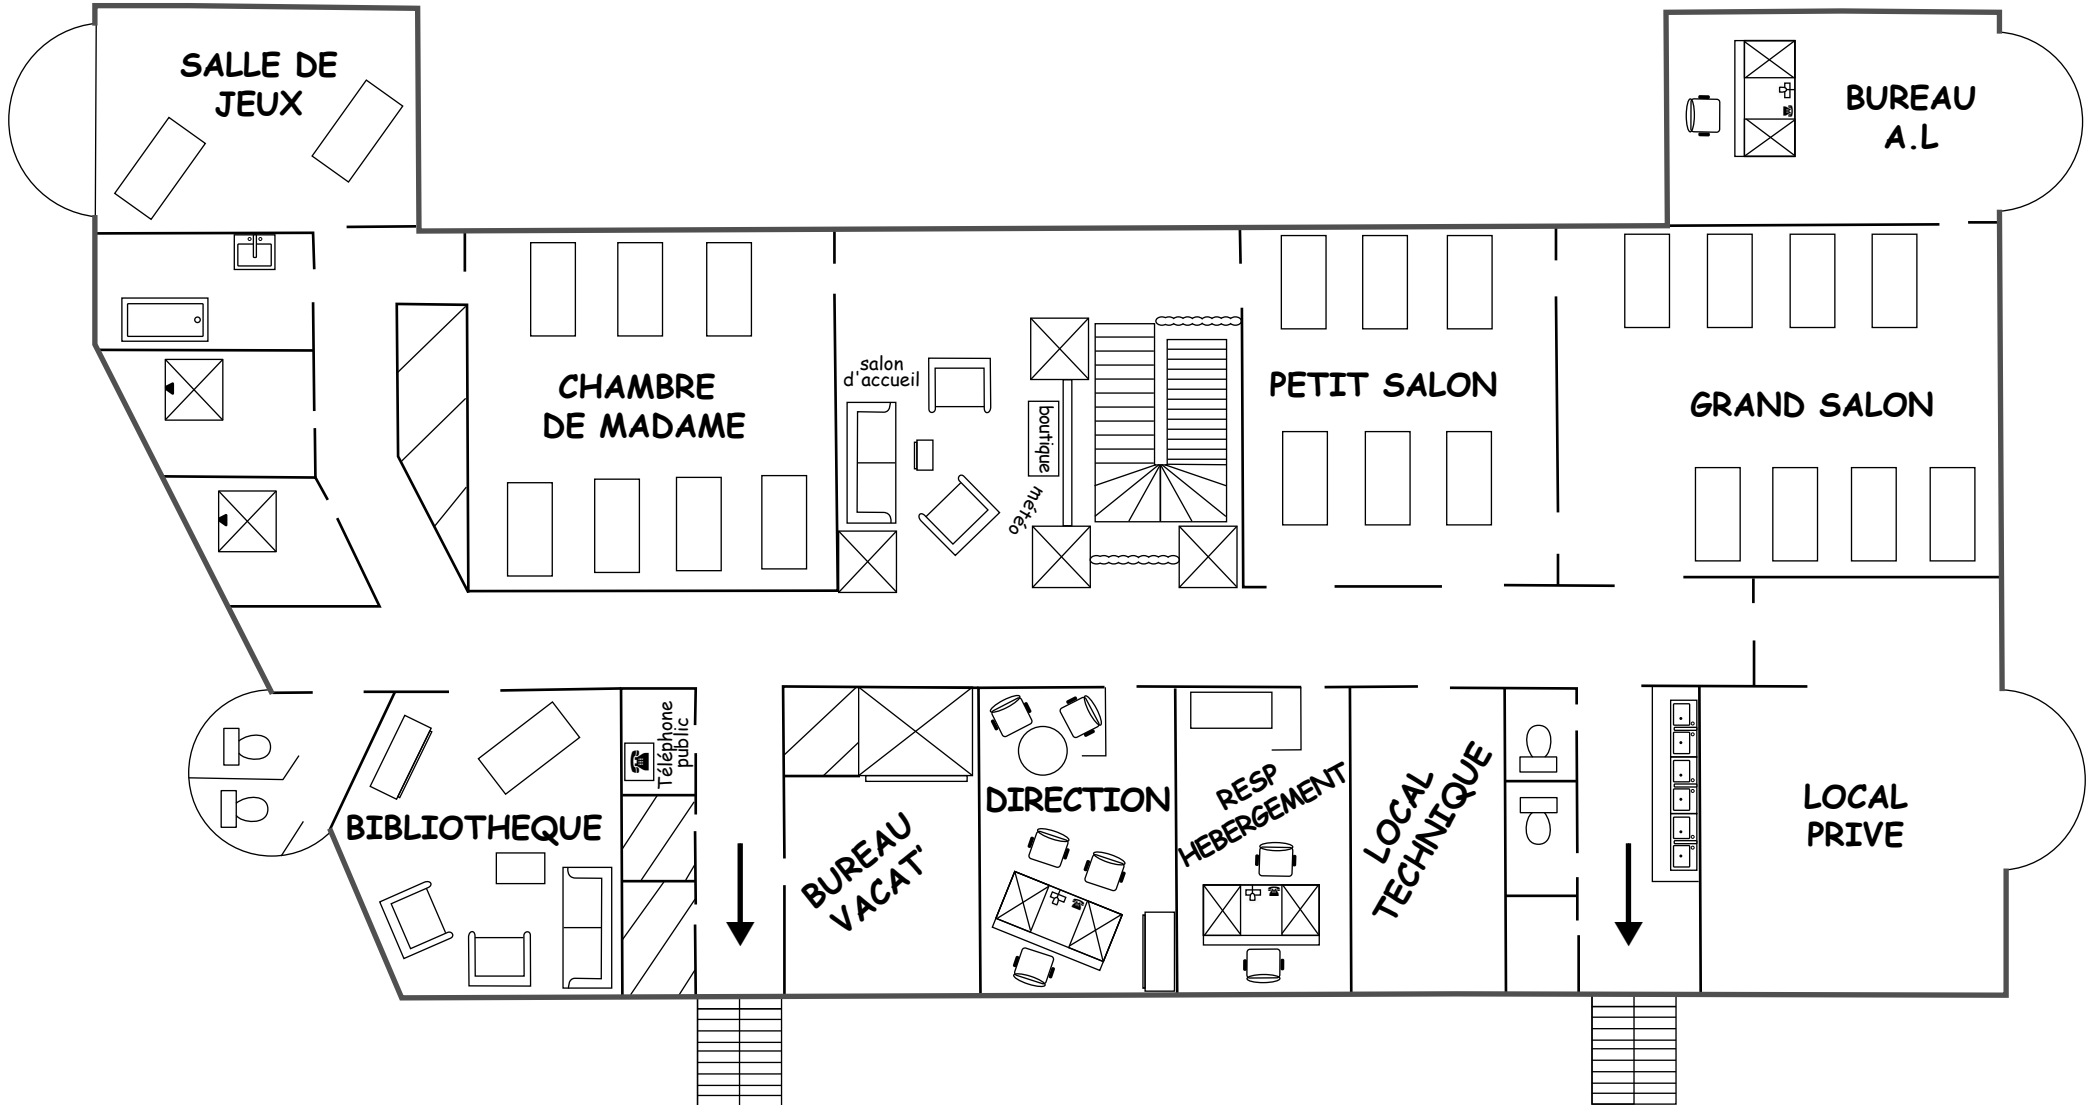 SALLE DE
JEUX
BUREAU
A.L
salon
d'accueil
boutique
météo
CHAMBRE
DE MADAME
PETIT SALON
GRAND SALON
Téléphone
public
BIBLIOTHEQUE
BUREAU
VACAT'
DIRECTION
RESP
HEBERGEMENT
LOCAL
TECHNIQUE
LOCAL
PRIVE